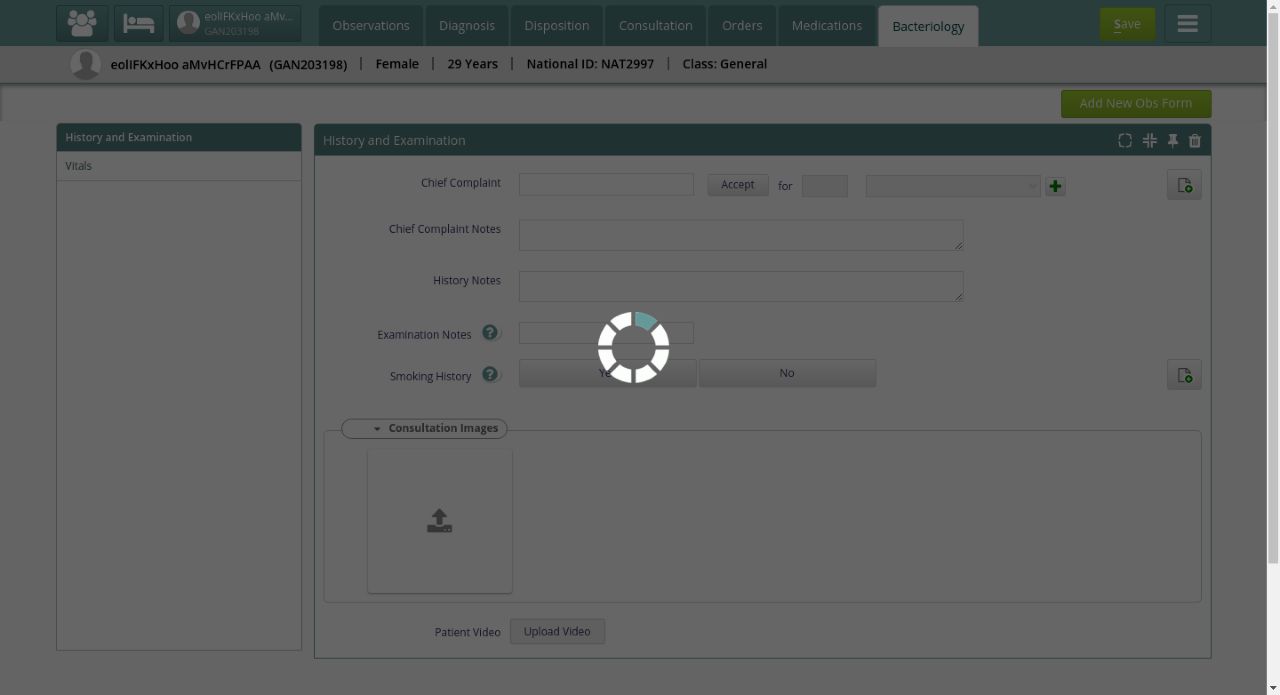 eolIFKxHoo aMv...
GAN203198
Observations
Diagnosis
Disposition
Consultation
Orders
Medications
Bacteriology
Save
eolIFKxHoo aMvHCrFPAA (GAN203198) | Female | 29 Years | National ID: NAT2997 | Class: General
Add New Obs Form
History and Examination
Vitals
History and Examination
Chief Complaint
Accept
for
Chief Complaint Notes
History Notes
Examination Notes
Smoking History
Ye
No
Consultation Images
Patient Video
Upload Video